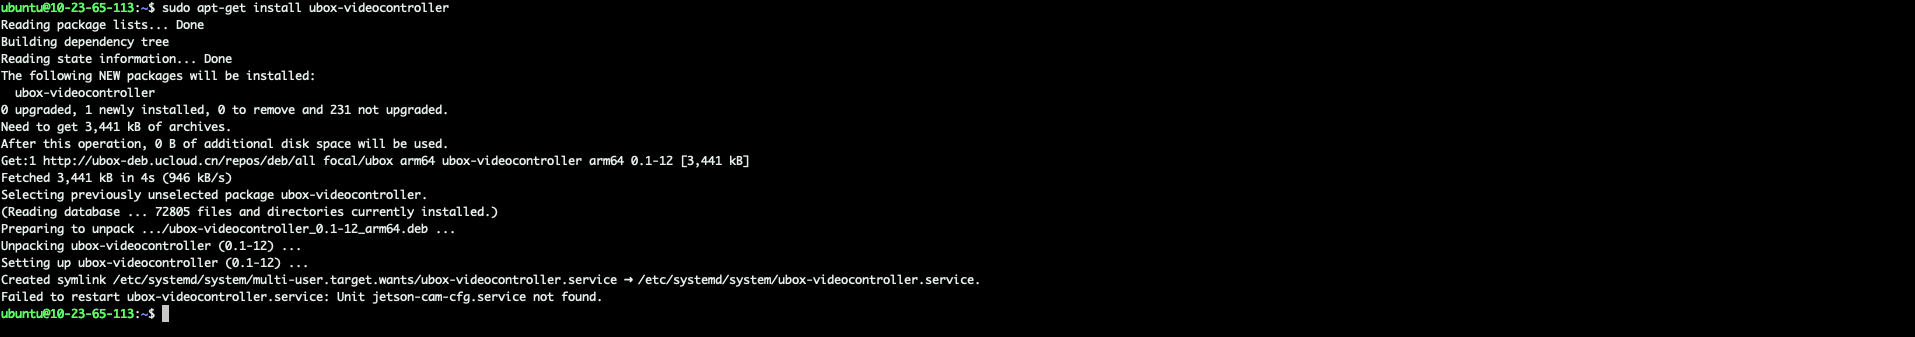 ubuntu@10-23-65-113:~$ sudo apt-get install ubox-videocontroller
Reading package lists... Done
Building dependency tree
Reading state information... Done
The following NEW packages will be installed:
  ubox-videocontroller
0 upgraded, 1 newly installed, 0 to remove and 231 not upgraded.
Need to get 3,441 kB of archives.
After this operation, 0 B of additional disk space will be used.
Get:1 http://ubox-deb.ucloud.cn/repos/deb/all focal/ubox arm64 ubox-videocontroller arm64 0.1-12 [3,441 kB]
Fetched 3,441 kB in 4s (946 kB/s)
Selecting previously unselected package ubox-videocontroller.
(Reading database ... 72805 files and directories currently installed.)
Preparing to unpack .../ubox-videocontroller_0.1-12_arm64.deb ...
Unpacking ubox-videocontroller (0.1-12) ...
Setting up ubox-videocontroller (0.1-12) ...
Created symlink /etc/systemd/system/multi-user.target.wants/ubox-videocontroller.service → /etc/systemd/system/ubox-videocontroller.service.
Failed to restart ubox-videocontroller.service: Unit jetson-cam-cfg.service not found.
ubuntu@10-23-65-113:~$